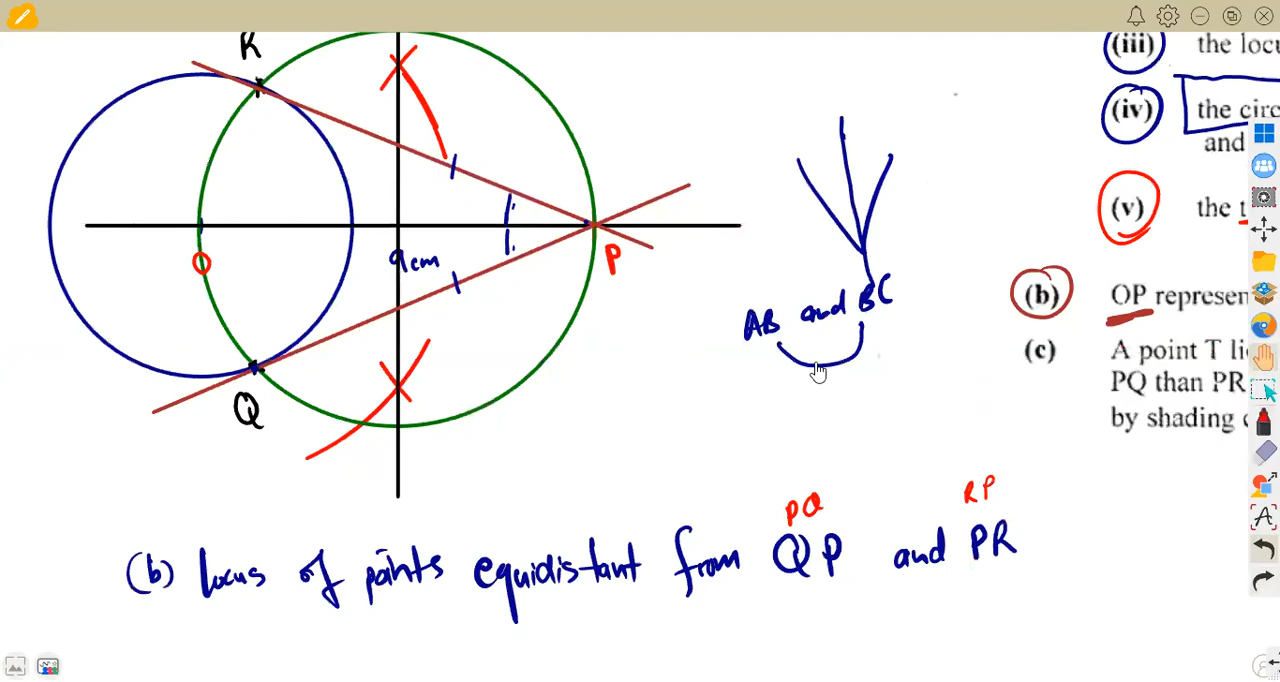 R
(iii) the locu
(iv) the circ
and
(v) the t
9cm
P
O
AB and BC
(b) OP represen
(c) A point T li
PQ than PR
by shading
Q
PQ RP
(b) locus of points equidistant from QP and PR